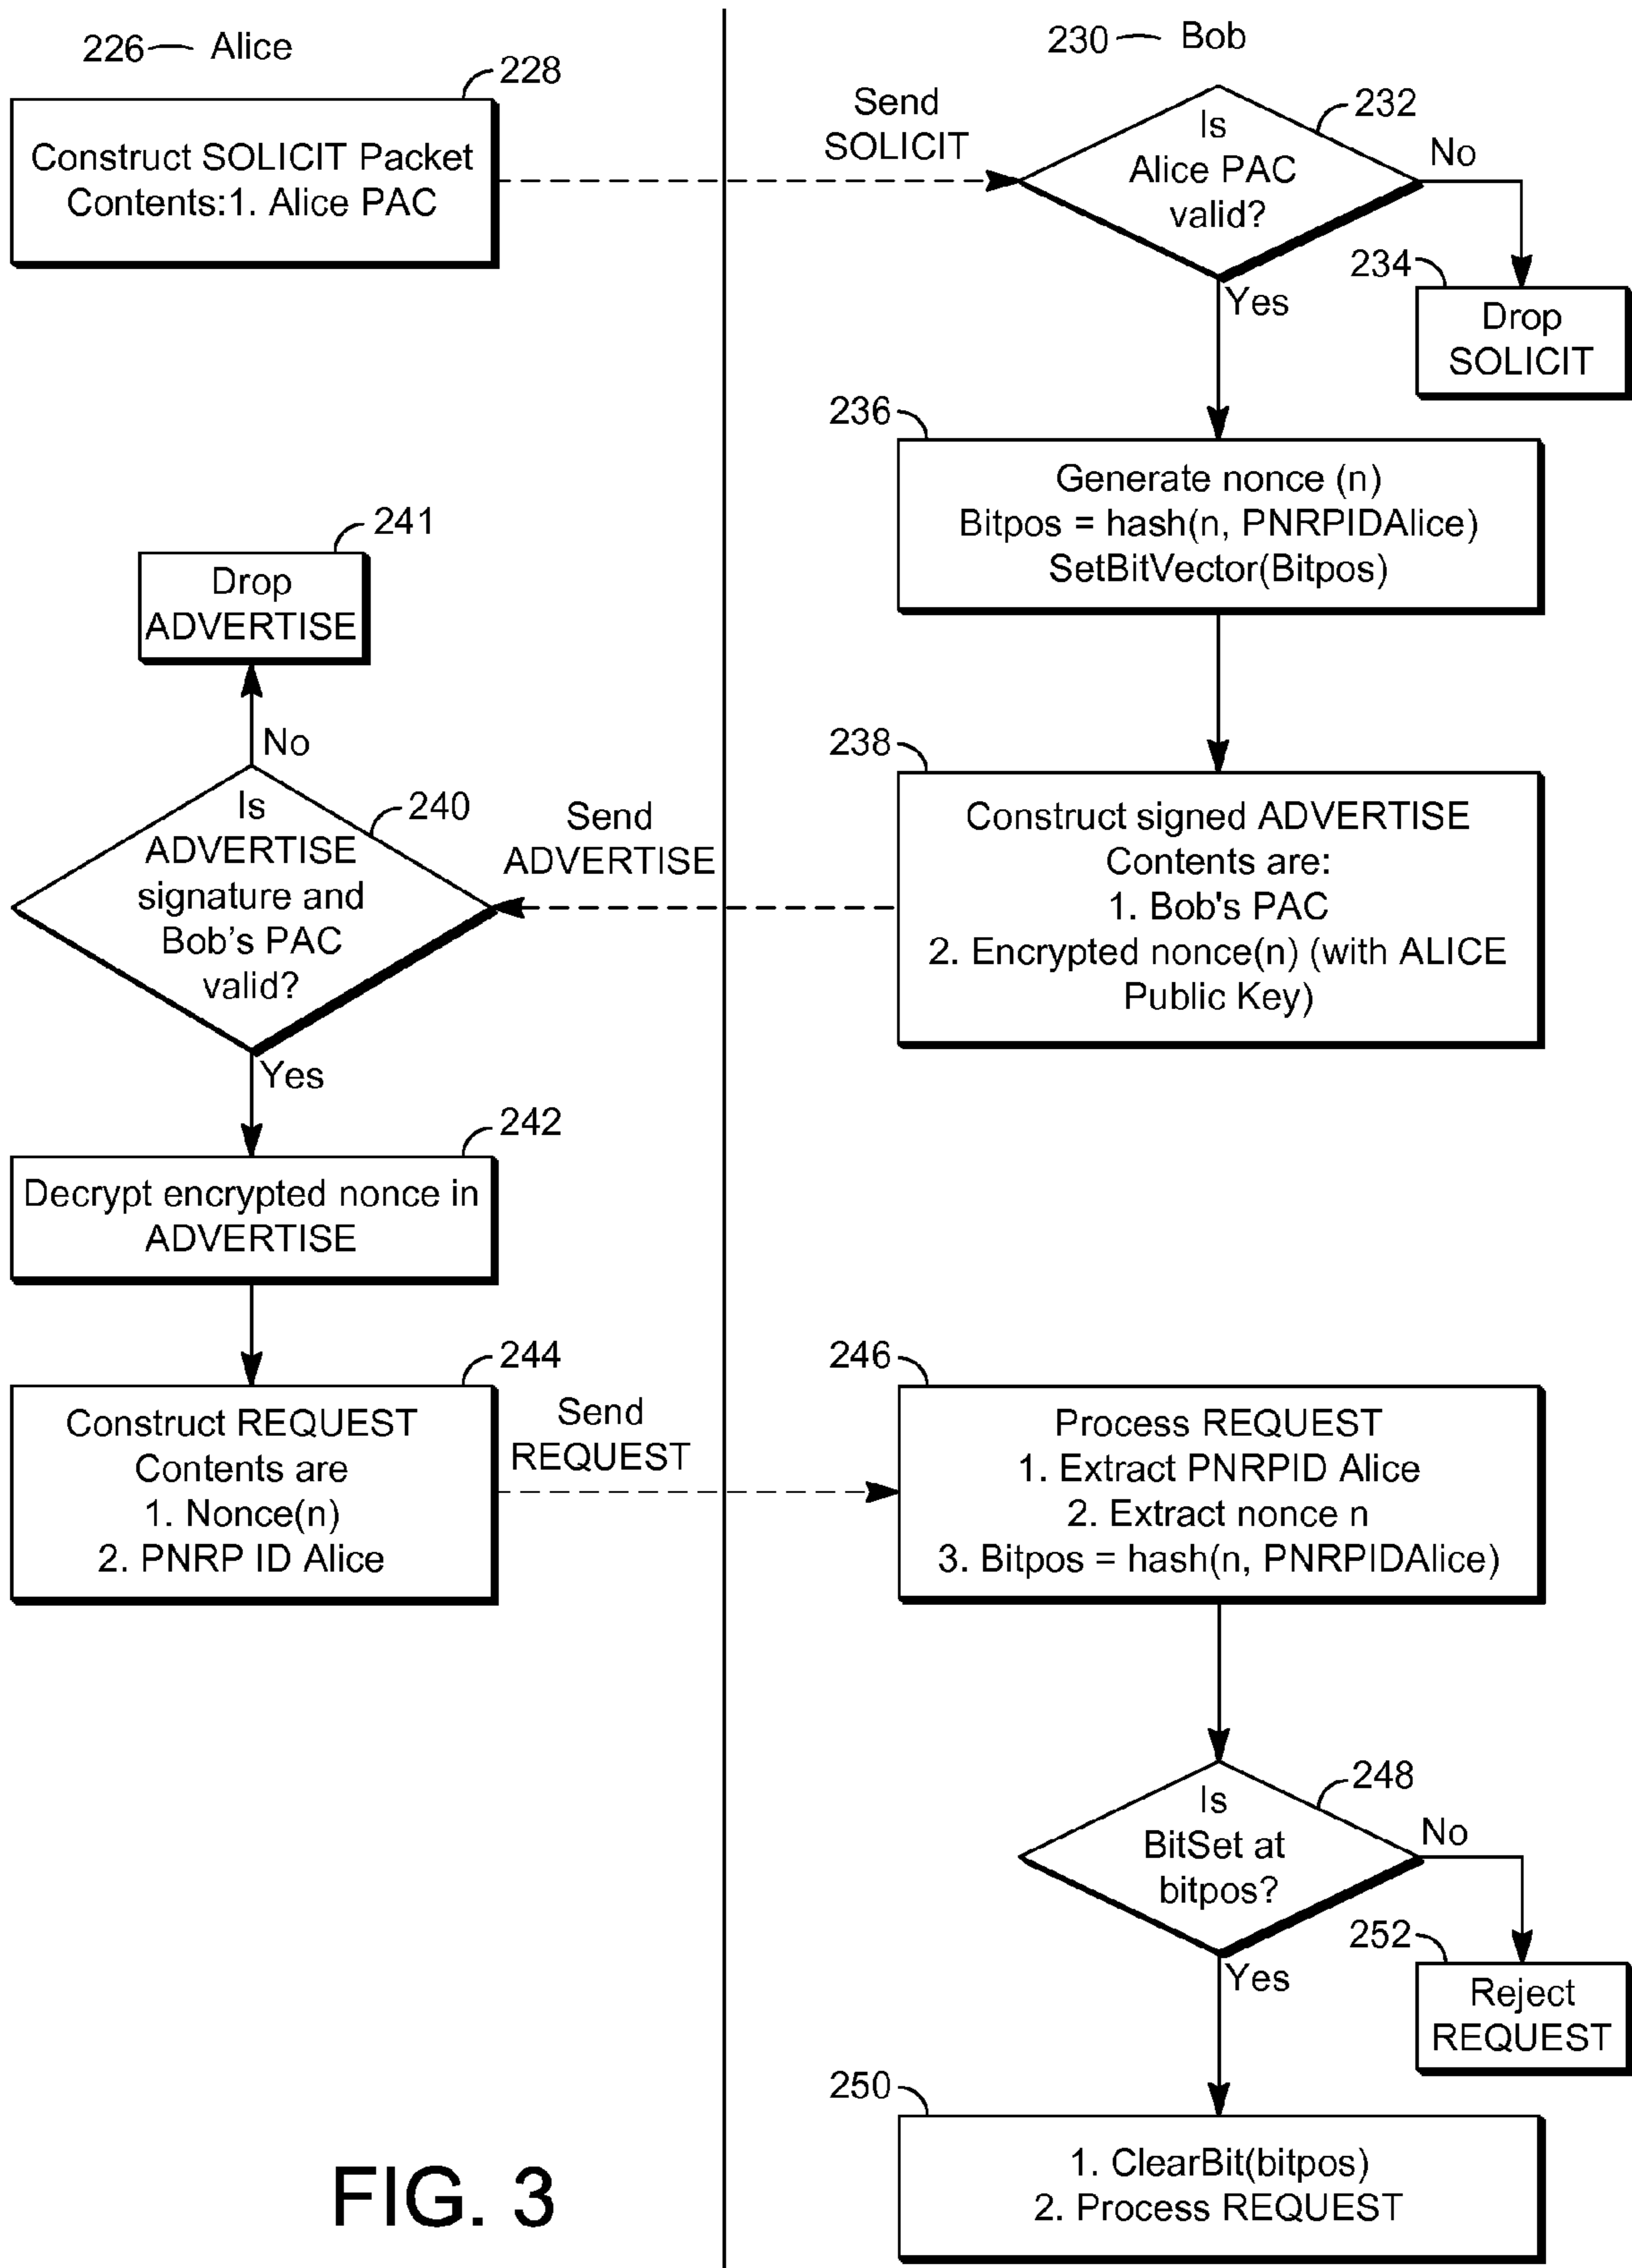 226 Alice
228
Construct SOLICIT Packet
Contents:1. Alice PAC
Send
SOLICIT
230 Bob
232
Is
Alice PAC
valid?
No
Yes
234
Drop
SOLICIT
236
Generate nonce (n)
Bitpos = hash(n, PNRPIDAlice)
SetBitVector(Bitpos)
238
Construct signed ADVERTISE
Contents are:
1. Bob's PAC
2. Encrypted nonce(n) (with ALICE
Public Key)
Send
ADVERTISE
241
Drop
ADVERTISE
No
240
Is
ADVERTISE
signature and
Bob's PAC
valid?
Yes
242
Decrypt encrypted nonce in
ADVERTISE
244
Construct REQUEST
Contents are
1. Nonce(n)
2. PNRP ID Alice
Send
REQUEST
246
Process REQUEST
1. Extract PNRPID Alice
2. Extract nonce n
3. Bitpos = hash(n, PNRPIDAlice)
248
Is
BitSet at
bitpos?
No
Yes
252
Reject
REQUEST
250
1. ClearBit(bitpos)
2. Process REQUEST
FIG. 3